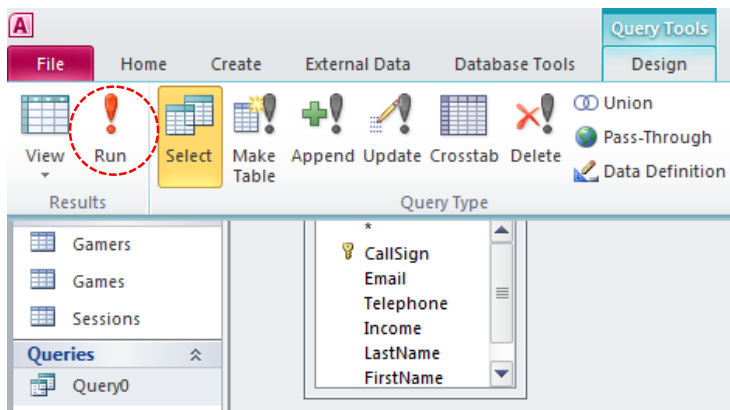 A
Query Tools
File Home Create External Data Database Tools Design
View Run Select Make Table Append Update Crosstab Delete
Union
Pass-Through
Data Definition
Results Query Type
Gamers
Games
Sessions
Queries
Query0
*
CallSign
Email
Telephone
Income
LastName
FirstName